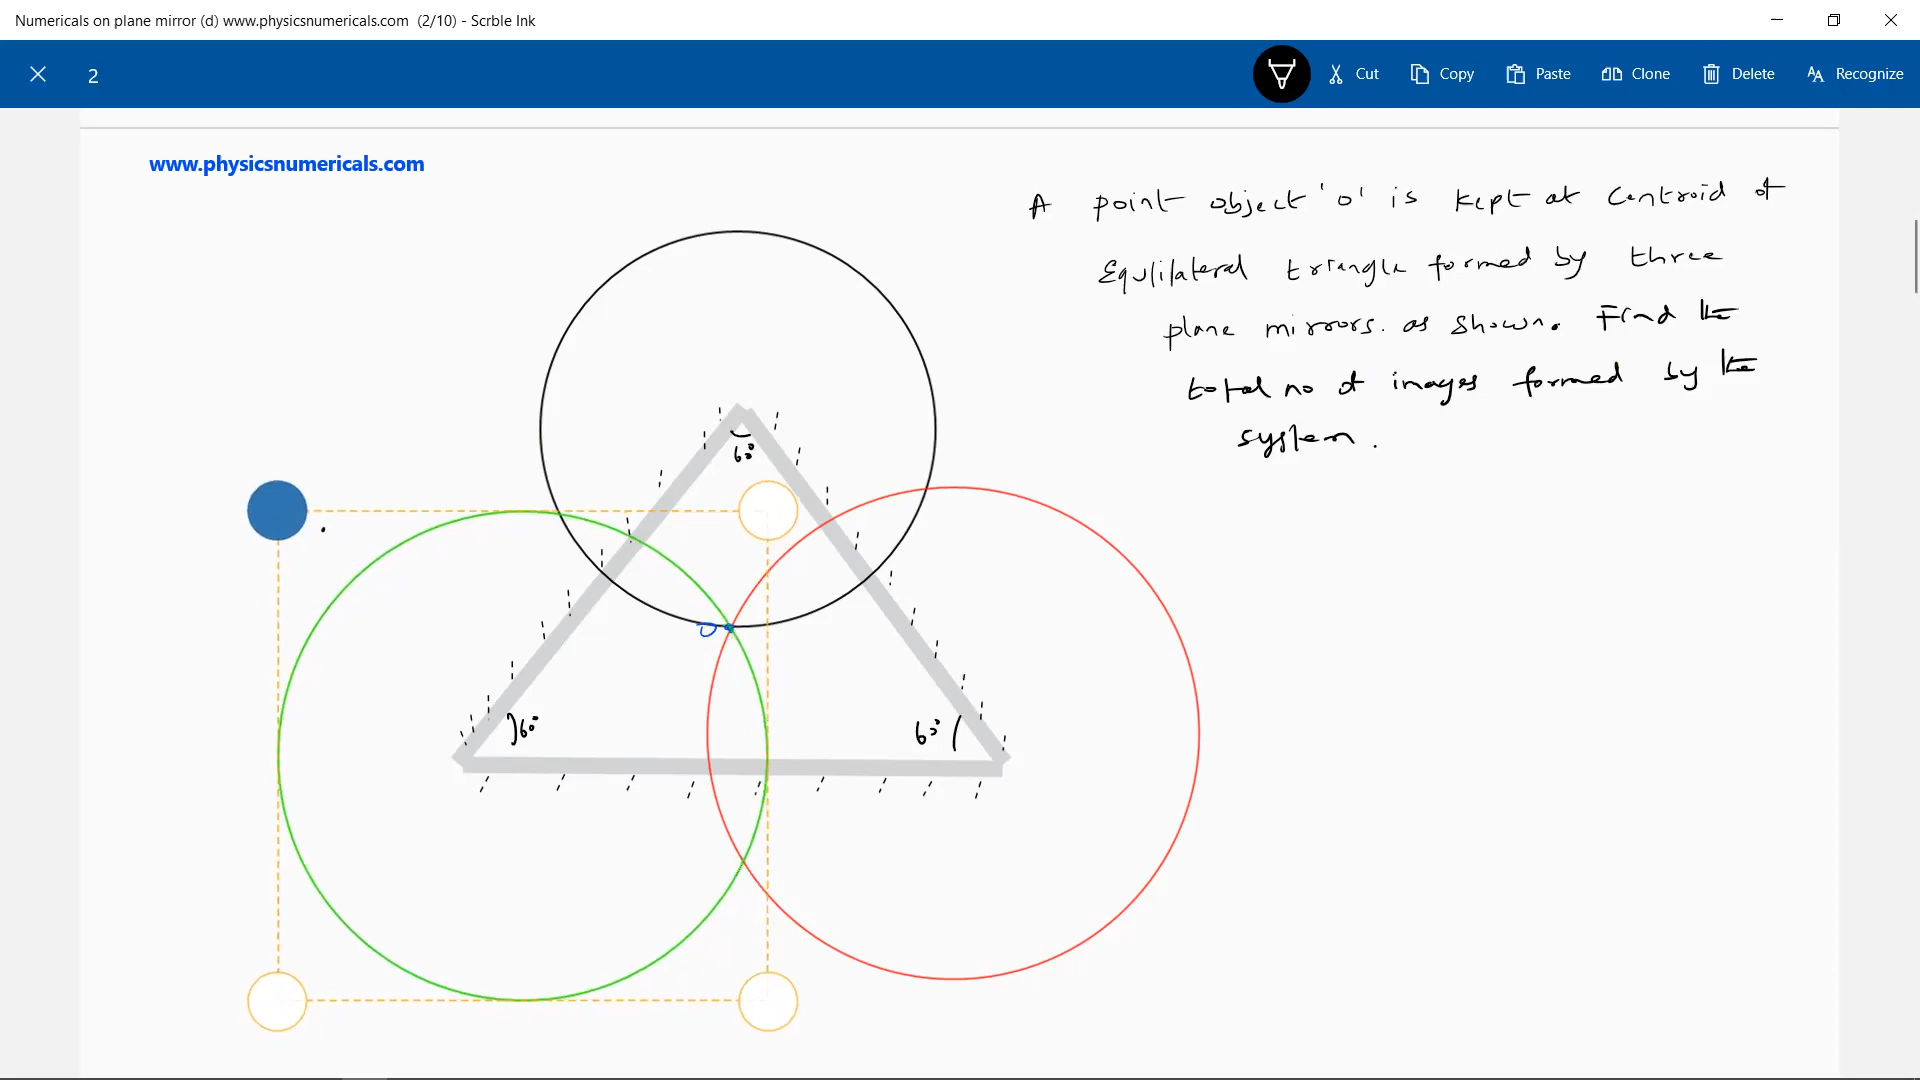 Numericals on plane mirror (d) www.physicsnumericals.com (2/10) - Scrble Ink
2
Cut
Copy
Paste
Clone
Delete
Recognize
www.physicsnumericals.com
A point object 'o' is kept at centroid of
Equlilateral triangle formed by three
plane mirrors. as shown. Find the
total no of images formed by the
system.
60°
O
60°
60°